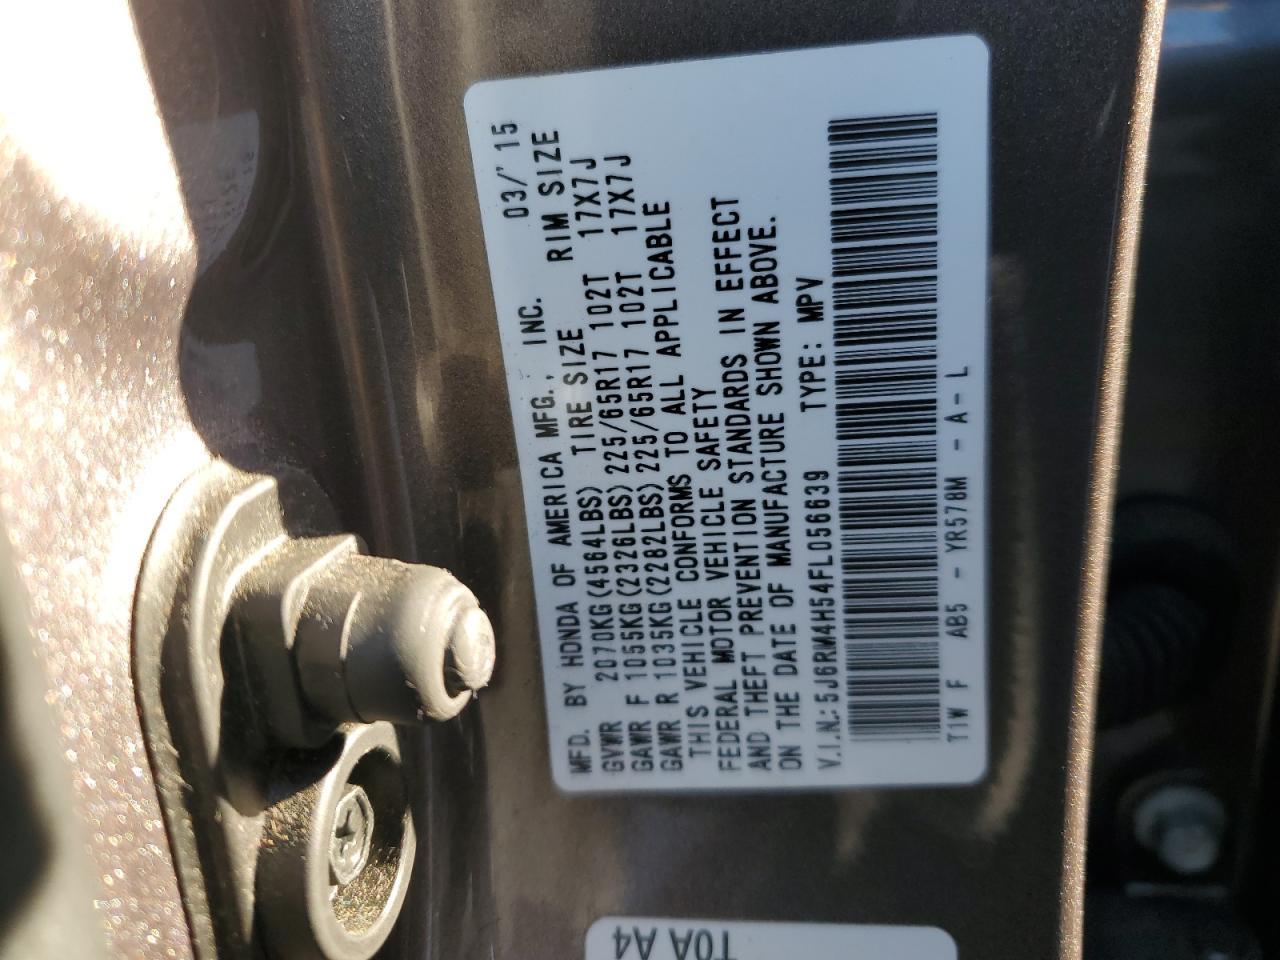 MFD. BY HONDA OF AMERICA MFG., INC. 03/'15
GVWR 2070KG(4564LBS) TIRE SIZE RIM SIZE
GAWR F 1055KG(2326LBS) 225/65R17 102T 17X7J
GAWR R 1035KG(2282LBS) 225/65R17 102T 17X7J
THIS VEHICLE CONFORMS TO ALL APPLICABLE
FEDERAL MOTOR VEHICLE SAFETY
AND THEFT PREVENTION STANDARDS IN EFFECT
ON THE DATE OF MANUFACTURE SHOWN ABOVE.
V.I.N.: 5J6RM4H54FL056639 TYPE: MPV
T1W F AB5 - YR578M - A - L
T0A A4